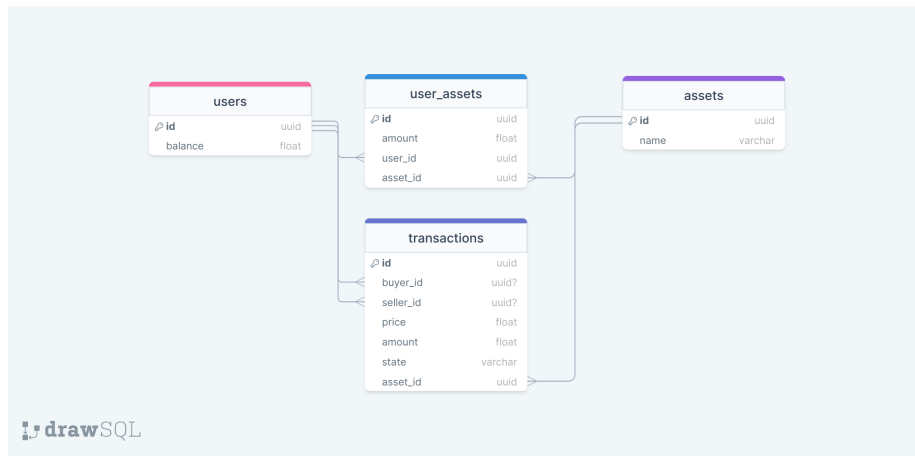 users
id uuid
balance float
user_assets
id uuid
amount float
user_id uuid
asset_id uuid
assets
id uuid
name varchar
transactions
id uuid
buyer_id uuid?
seller_id uuid?
price float
amount float
state varchar
asset_id uuid
drawSQL